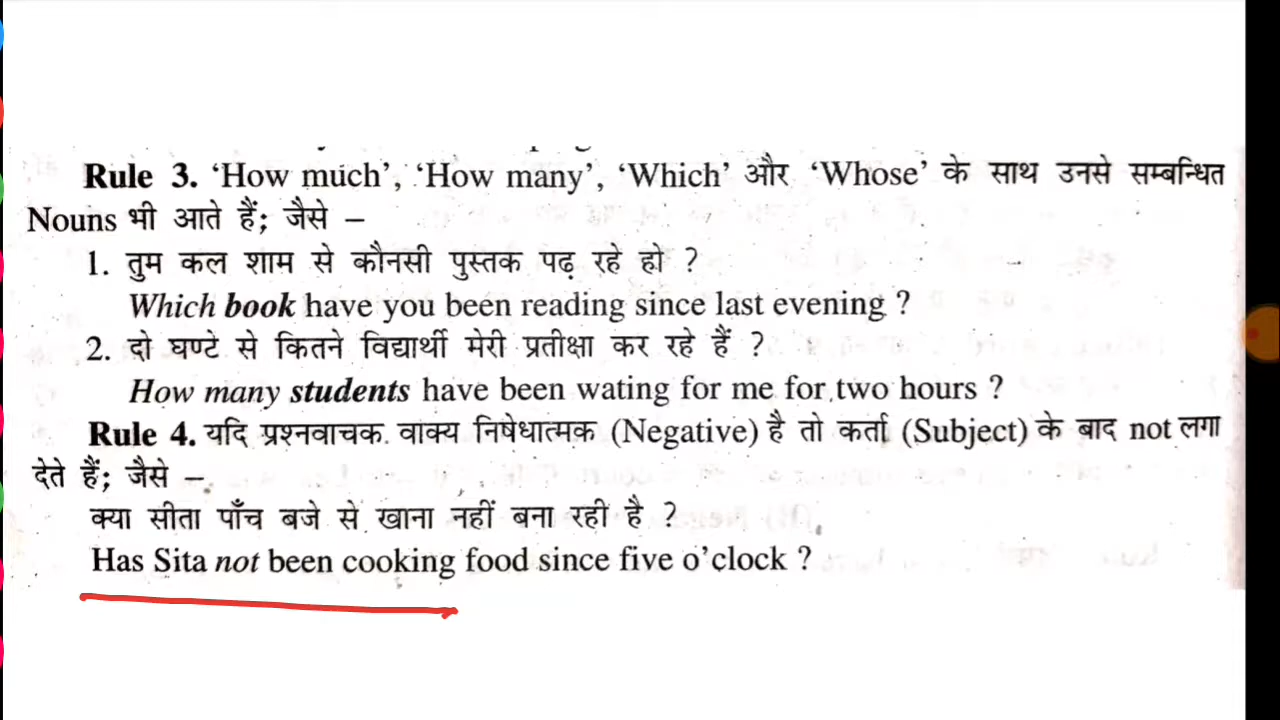 Rule 3. ‘How much’, ‘How many’, ‘Which’ और ‘Whose’ के साथ उनसे सम्बन्धित
Nouns भी आते हैं; जैसे –
1. तुम कल शाम से कौनसी पुस्तक पढ़ रहे हो ?
Which book have you been reading since last evening ?
2. दो घण्टे से कितने विद्यार्थी मेरी प्रतीक्षा कर रहे हैं ?
How many students have been wating for me for two hours ?
Rule 4. यदि प्रश्नवाचक वाक्य निषेधात्मक (Negative) है तो कर्ता (Subject) के बाद not लगा
देते हैं; जैसे –
क्या सीता पाँच बजे से खाना नहीं बना रही है ?
Has Sita not been cooking food since five o’clock ?